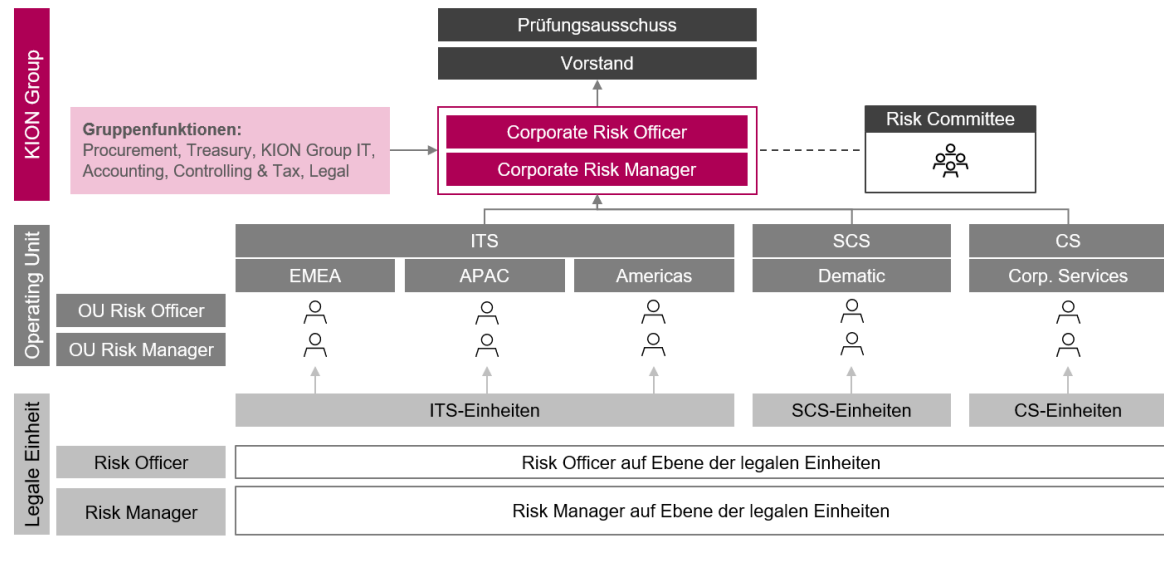 KION Group
Prüfungsausschuss
Vorstand
Gruppenfunktionen:
Procurement, Treasury, KION Group IT,
Accounting, Controlling & Tax, Legal
Corporate Risk Officer
Corporate Risk Manager
Risk Committee
Operating Unit
ITS
SCS
CS
EMEA
APAC
Americas
Dematic
Corp. Services
OU Risk Officer
OU Risk Manager
Legale Einheit
ITS-Einheiten
SCS-Einheiten
CS-Einheiten
Risk Officer
Risk Officer auf Ebene der legalen Einheiten
Risk Manager
Risk Manager auf Ebene der legalen Einheiten